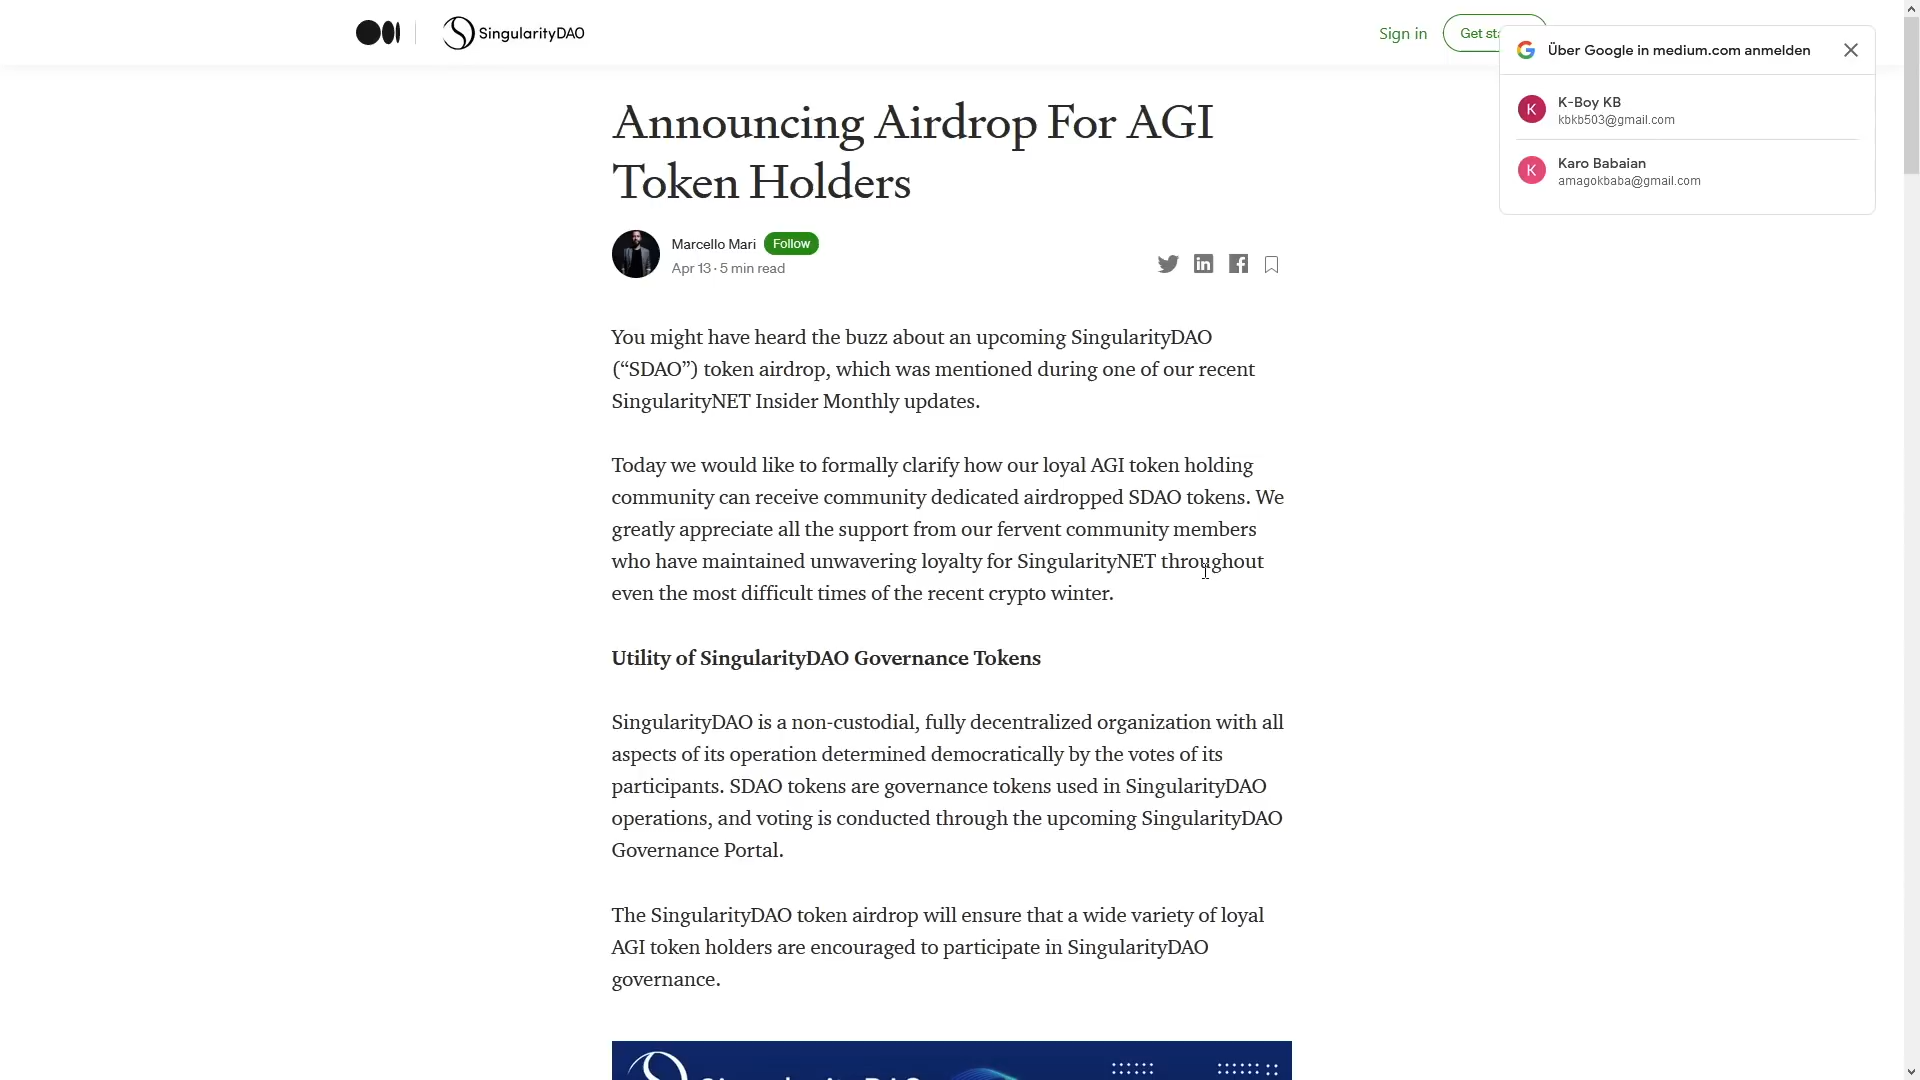 SingularityDAO
Sign in
Get sta
Über Google in medium.com anmelden
K
K-Boy KB
kbkb503@gmail.com
K
Karo Babaian
amagokbaba@gmail.com
Announcing Airdrop For AGI
Token Holders
Marcello Mari
Follow
Apr 13 · 5 min read
You might have heard the buzz about an upcoming SingularityDAO
(“SDAO”) token airdrop, which was mentioned during one of our recent
SingularityNET Insider Monthly updates.
Today we would like to formally clarify how our loyal AGI token holding
community can receive community dedicated airdropped SDAO tokens. We
greatly appreciate all the support from our fervent community members
who have maintained unwavering loyalty for SingularityNET throughout
even the most difficult times of the recent crypto winter.
Utility of SingularityDAO Governance Tokens
SingularityDAO is a non-custodial, fully decentralized organization with all
aspects of its operation determined democratically by the votes of its
participants. SDAO tokens are governance tokens used in SingularityDAO
operations, and voting is conducted through the upcoming SingularityDAO
Governance Portal.
The SingularityDAO token airdrop will ensure that a wide variety of loyal
AGI token holders are encouraged to participate in SingularityDAO
governance.